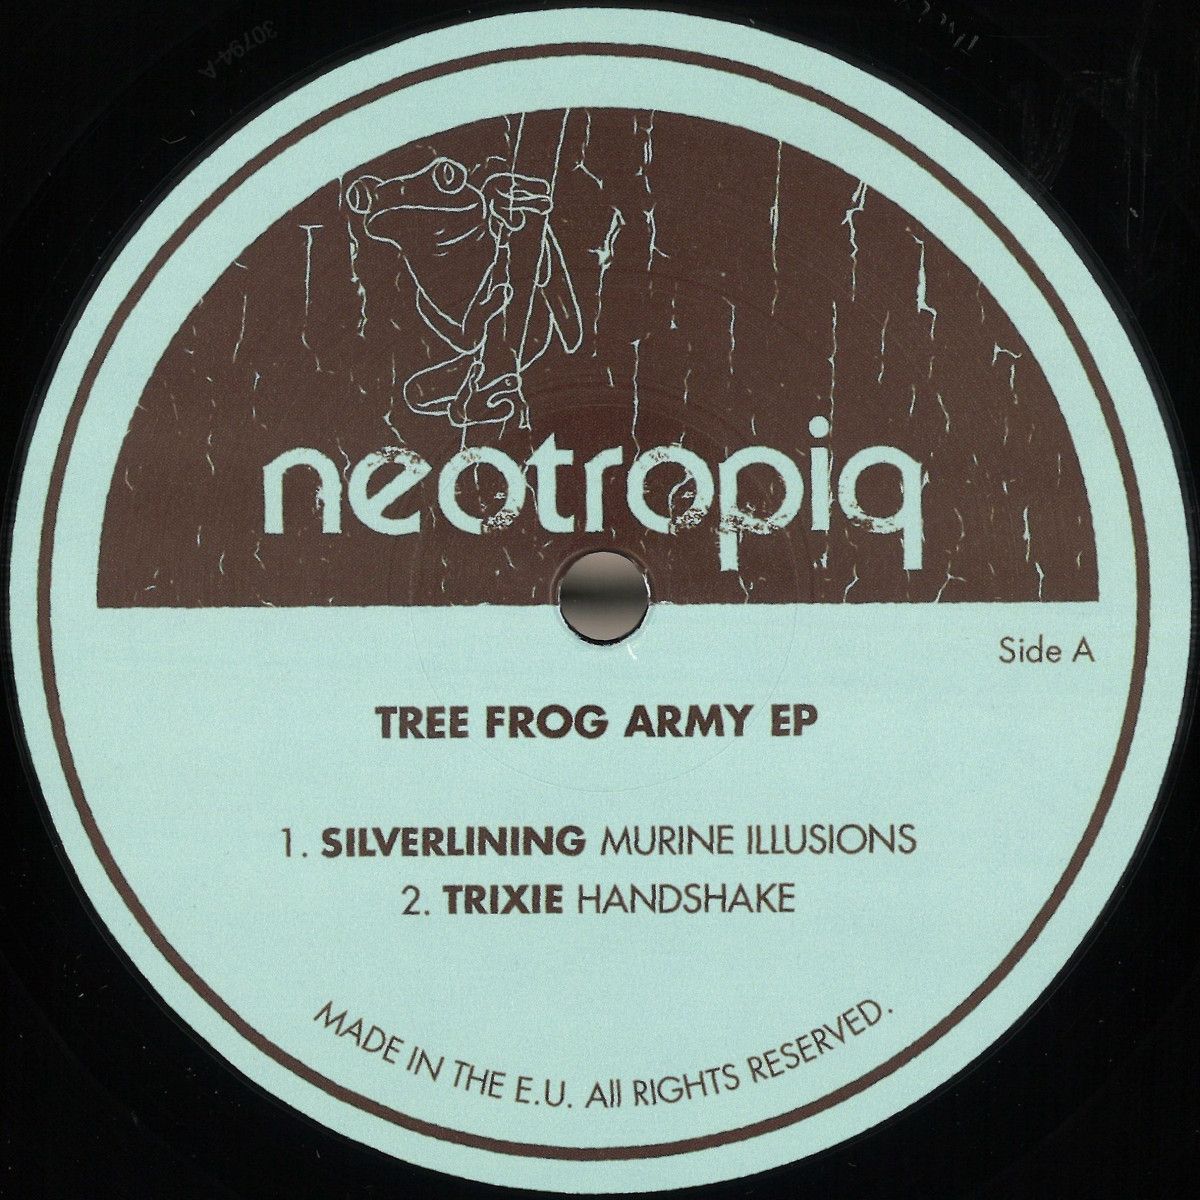 30794-A
neotropiq
Side A
TREE FROG ARMY EP
1. SILVERLINING MURINE ILLUSIONS
2. TRIXIE HANDSHAKE
MADE IN THE E.U. All RIGHTS RESERVED.